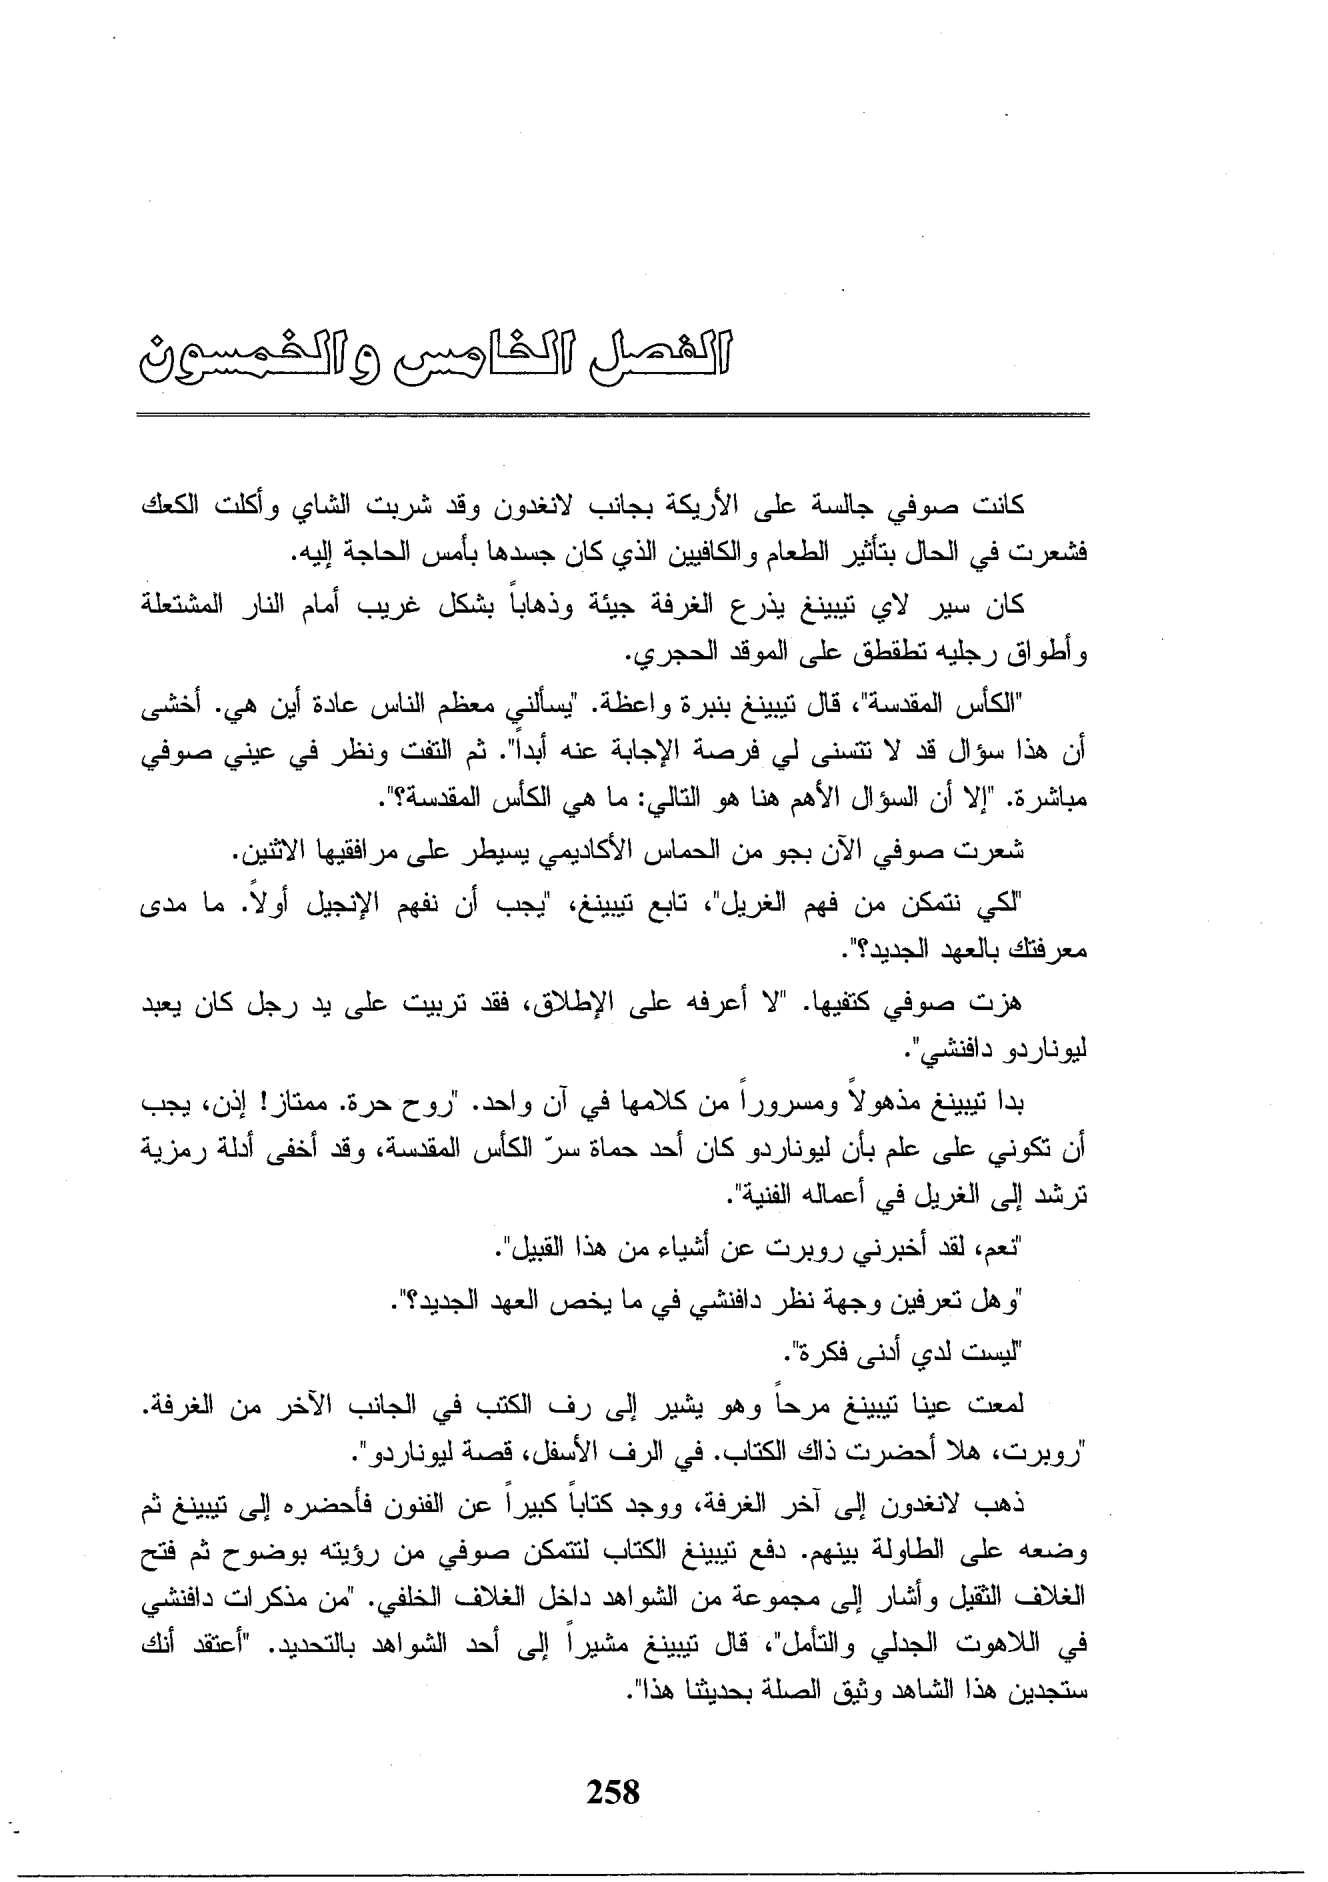 الفصل الخامس والخمسون
كانت صوفي جالسة على الأريكة بجانب لانغدون وقد شربت الشاي وأكلت الكعك
فشعرت في الحال بتأثير الطعام والكافيين الذي كان جسدها بأمس الحاجة إليه.
كان سير لاي تيبينغ يذرع الغرفة جيئة وذهاباً بشكل غريب أمام النار المشتعلة
وأطواق رجليه تطقطق على الموقد الحجري.
"الكأس المقدسة"، قال تيبينغ بنبرة واعظة. "يسألني معظم الناس عادة أين هي. أخشى
أن هذا سؤال قد لا تتسنى لي فرصة الإجابة عنه أبداً". ثم التفت ونظر في عيني صوفي
مباشرة. "إلا أن السؤال الأهم هنا هو التالي: ما هي الكأس المقدسة؟".
شعرت صوفي الآن بجو من الحماس الأكاديمي يسيطر على مرافقيها الاثنين.
"لكي نتمكن من فهم الغريل"، تابع تيبينغ، "يجب أن نفهم الإنجيل أولاً. ما مدى
معرفتك بالعهد الجديد؟".
هزت صوفي كتفيها. "لا أعرفه على الإطلاق، فقد تربيت على يد رجل كان يعبد
ليوناردو دافنشي".
بدا تيبينغ مذهولاً ومسروراً من كلامها في آن واحد. "روح حرة. ممتاز! إذن، يجب
أن تكوني على علم بأن ليوناردو كان أحد حماة سرّ الكأس المقدسة، وقد أخفى أدلة رمزية
ترشد إلى الغريل في أعماله الفنية".
"نعم، لقد أخبرني روبرت عن أشياء من هذا القبيل".
"وهل تعرفين وجهة نظر دافنشي في ما يخص العهد الجديد؟".
"ليست لدي أدنى فكرة".
لمعت عينا تيبينغ مرحاً وهو يشير إلى رف الكتب في الجانب الآخر من الغرفة.
"روبرت، هلا أحضرت ذاك الكتاب. في الرف الأسفل، قصة ليوناردو".
ذهب لانغدون إلى آخر الغرفة، ووجد كتاباً كبيراً عن الفنون فأحضره إلى تيبينغ ثم
وضعه على الطاولة بينهم. دفع تيبينغ الكتاب لتتمكن صوفي من رؤيته بوضوح ثم فتح
الغلاف الثقيل وأشار إلى مجموعة من الشواهد داخل الغلاف الخلفي. "من مذكرات دافنشي
في اللاهوت الجدلي والتأمل"، قال تيبينغ مشيراً إلى أحد الشواهد بالتحديد. "أعتقد أنك
ستجدين هذا الشاهد وثيق الصلة بحديثنا هذا".
258